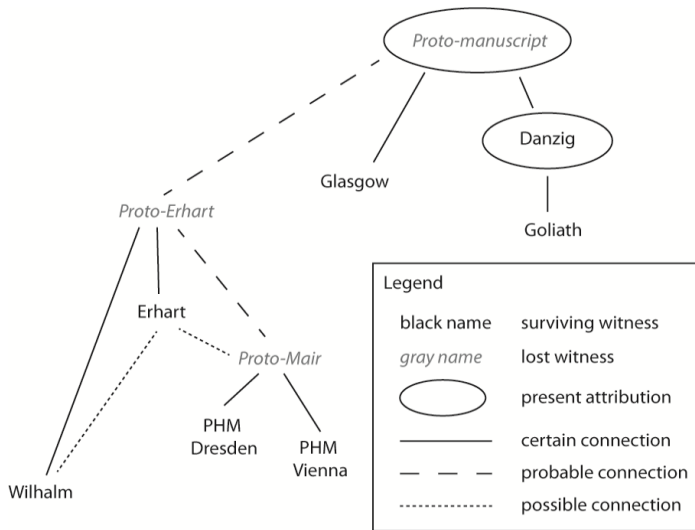 Proto-manuscript
Danzig
Glasgow
Proto-Erhart
Goliath
Erhart
Proto-Mair
PHM
Dresden
PHM
Vienna
Wilhalm
Legend
black name surviving witness
gray name lost witness
present attribution
certain connection
probable connection
possible connection